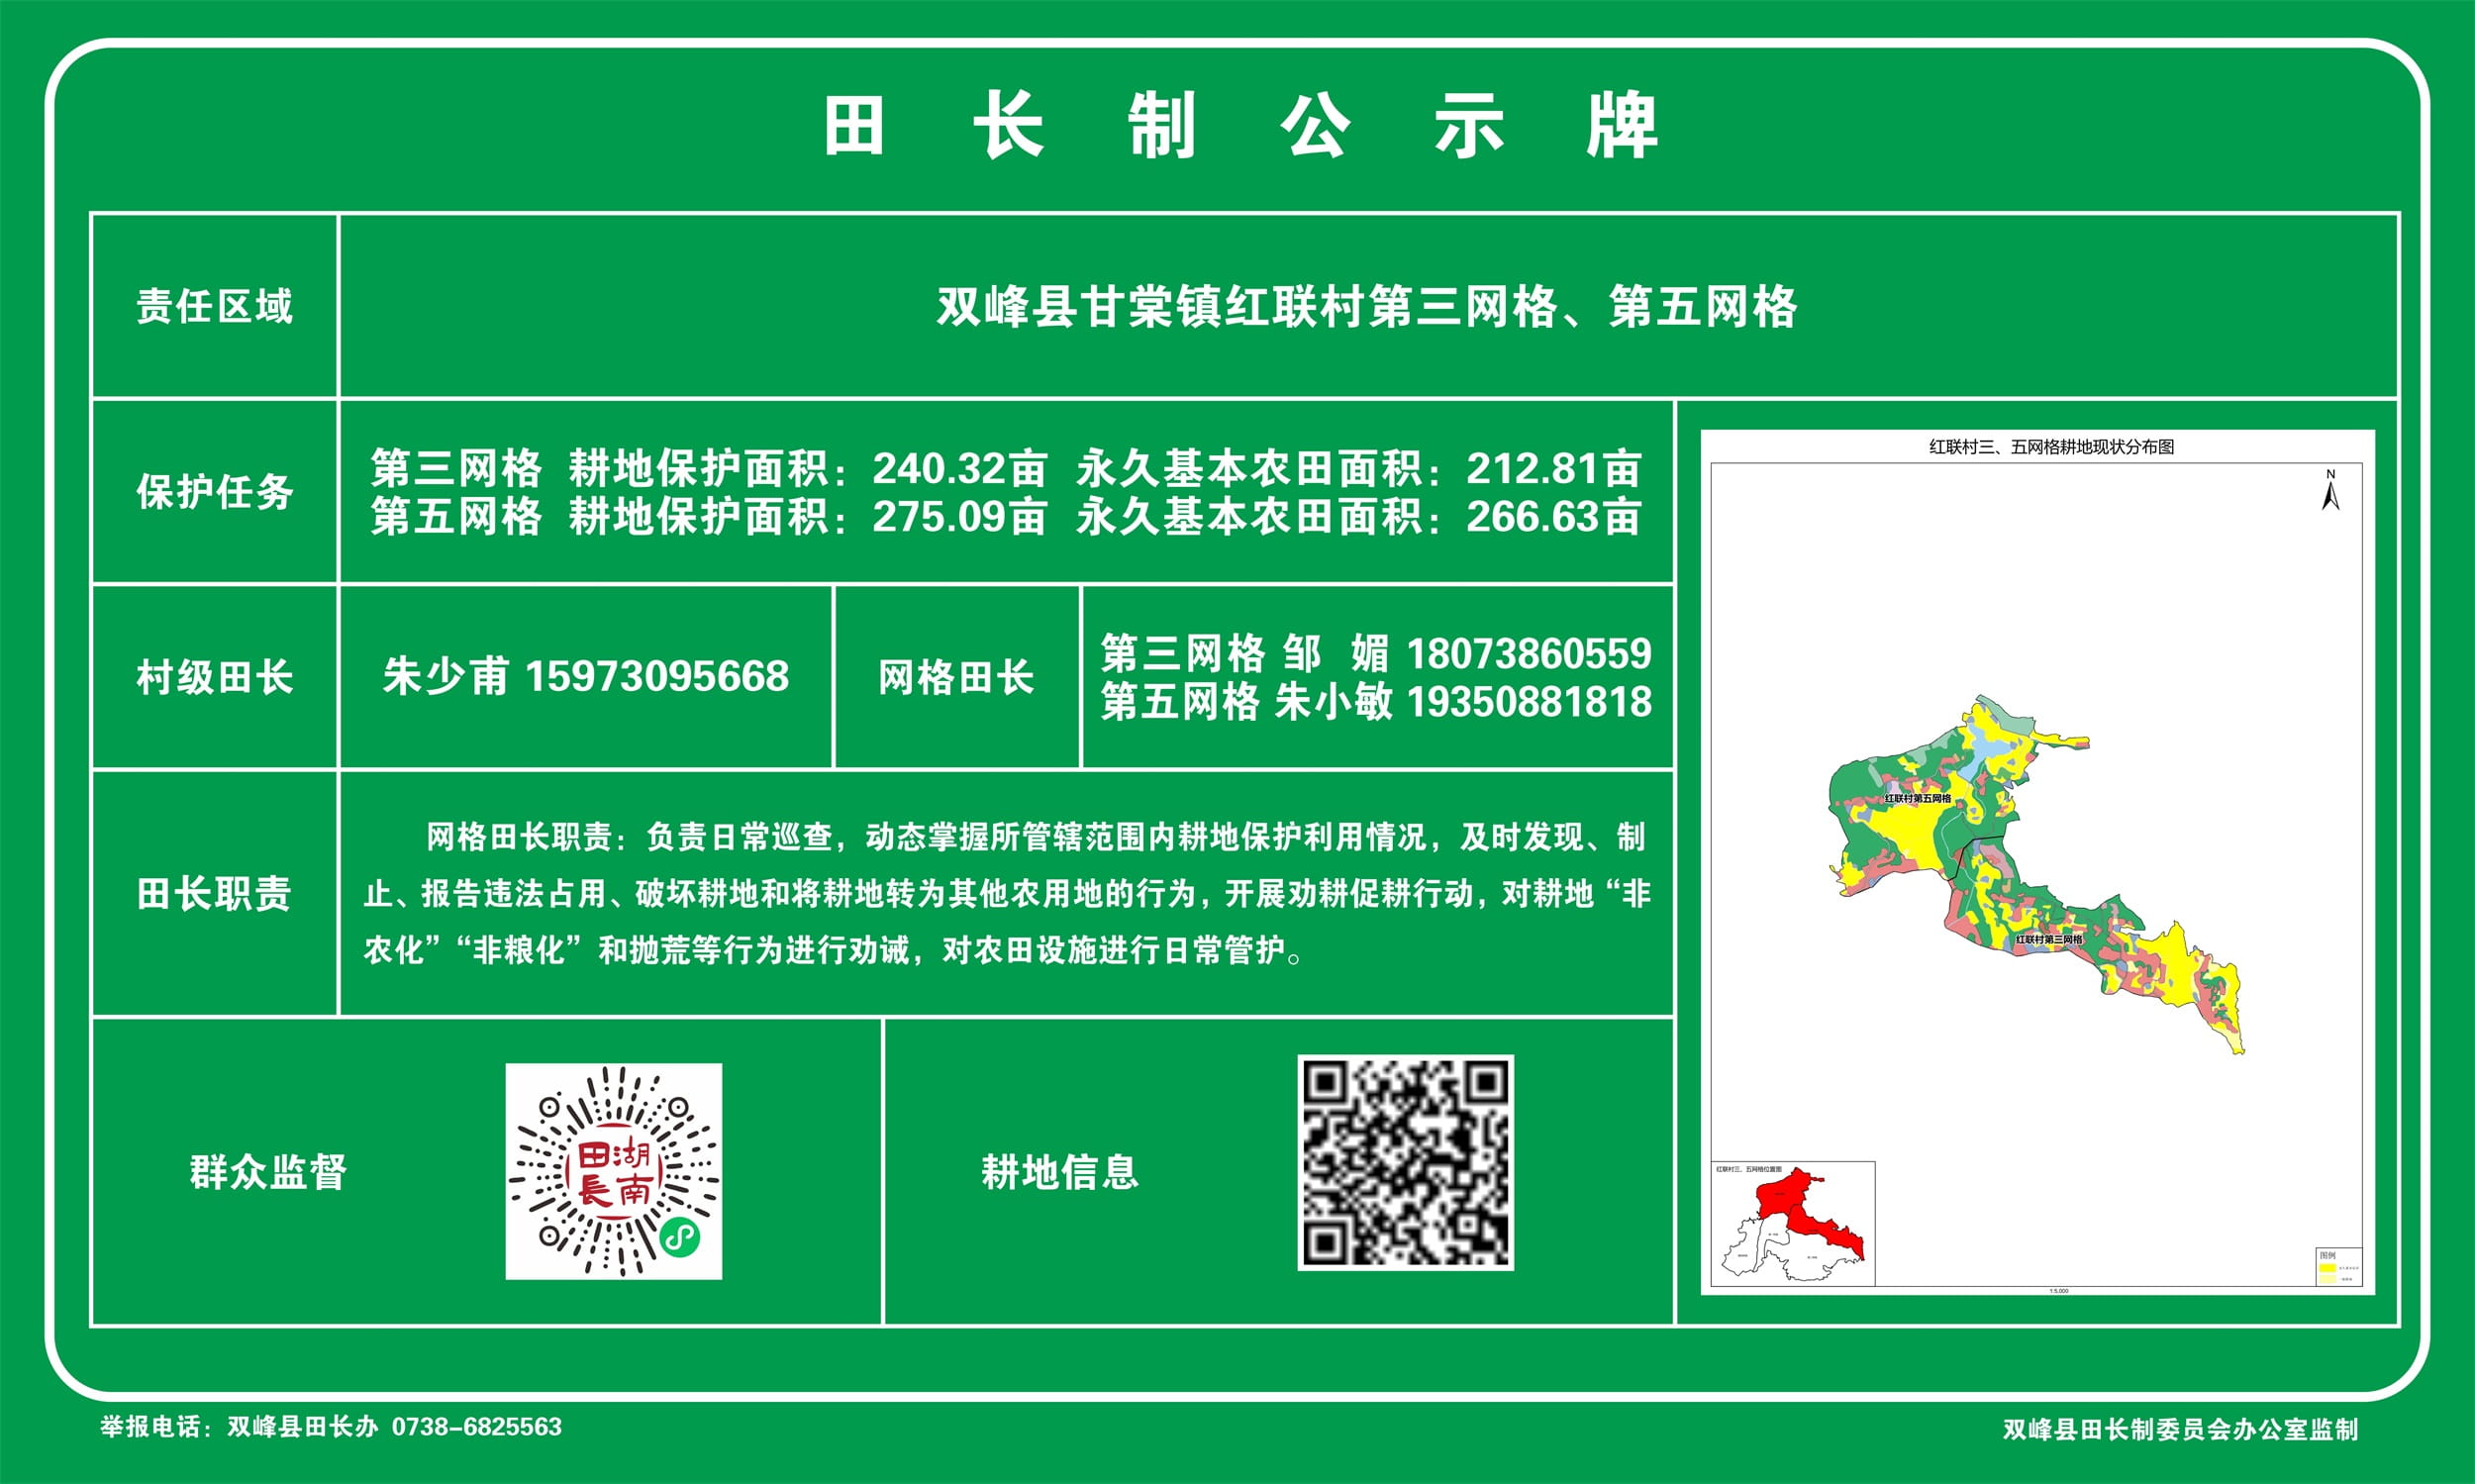 田长制公示牌
责任区域
双峰县甘棠镇红联村第三网格、第五网格
保护任务
第三网格 耕地保护面积：240.32亩 永久基本农田面积：212.81亩
第五网格 耕地保护面积：275.09亩 永久基本农田面积：266.63亩
村级田长
朱少甫 15973095668
网格田长
第三网格 邹 媚 18073860559
第五网格 朱小敏 19350881818
田长职责
网格田长职责：负责日常巡查，动态掌握所管辖范围内耕地保护利用情况，及时发现、制
止、报告违法占用、破坏耕地和将耕地转为其他农用地的行为，开展劝耕促耕行动，对耕地“非
农化”“非粮化”和抛荒等行为进行劝诫，对农田设施进行日常管护。
群众监督
湖南
田長
耕地信息
红联村三、五网格耕地现状分布图
N
红联村第五网格
红联村第三网格
红联村三、五网格位置图
图例
1:5,000
举报电话：双峰县田长办 0738-6825563
双峰县田长制委员会办公室监制